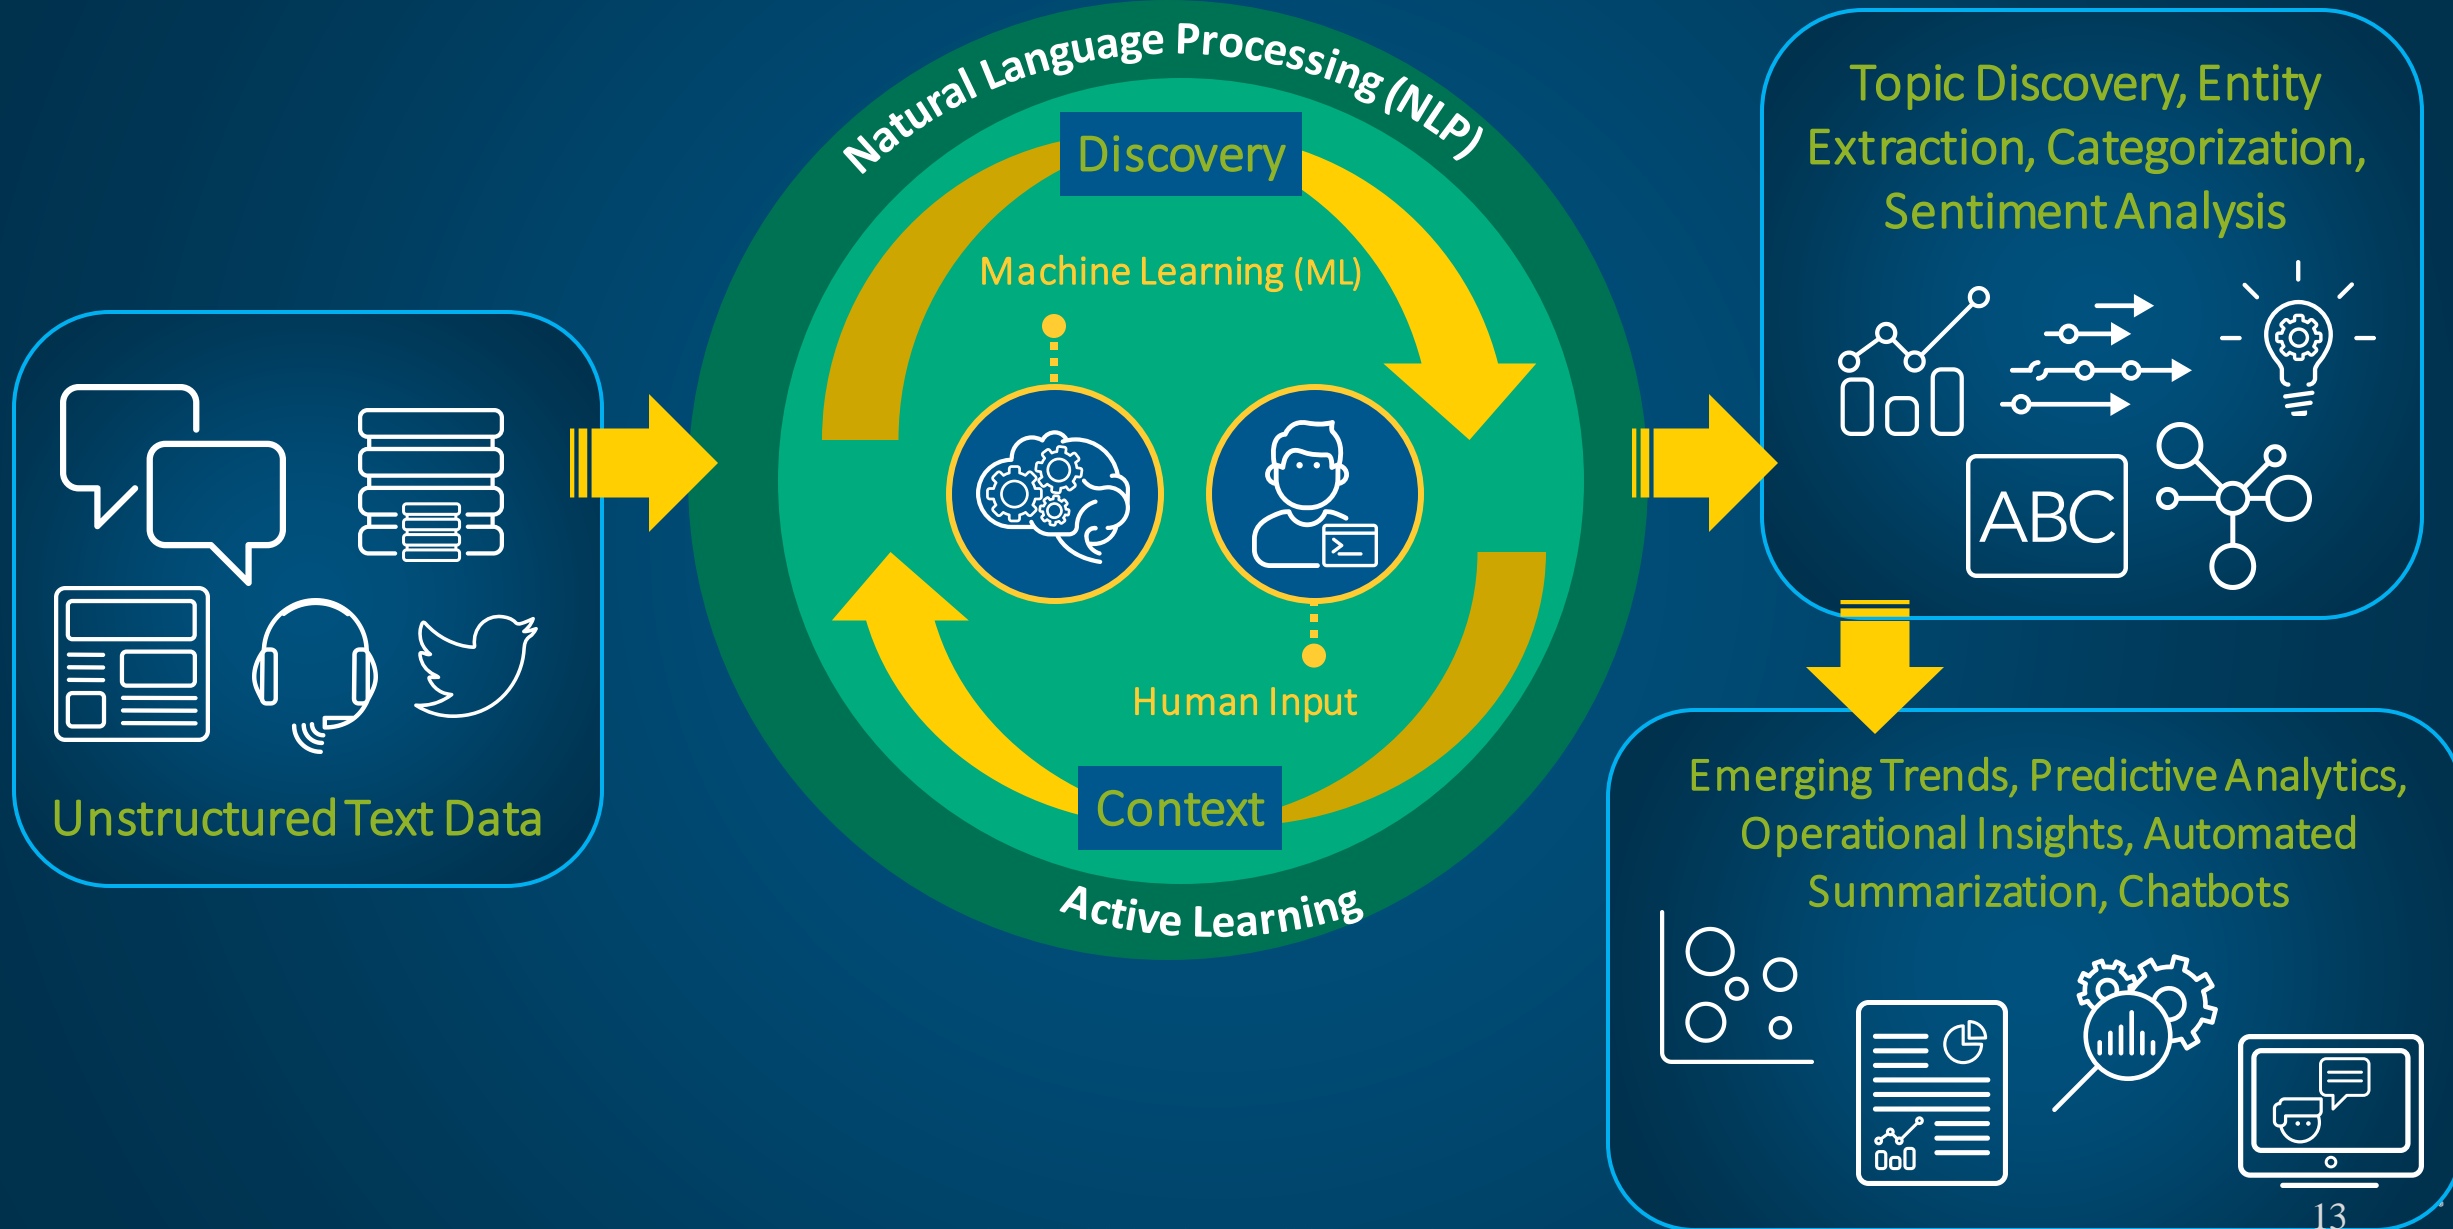 Natural Language Processing (NLP)
Discovery
Machine Learning (ML)
Human Input
Context
Active Learning
Unstructured Text Data
Topic Discovery, Entity
Extraction, Categorization,
Sentiment Analysis
ABC
Emerging Trends, Predictive Analytics,
Operational Insights, Automated
Summarization, Chatbots
13